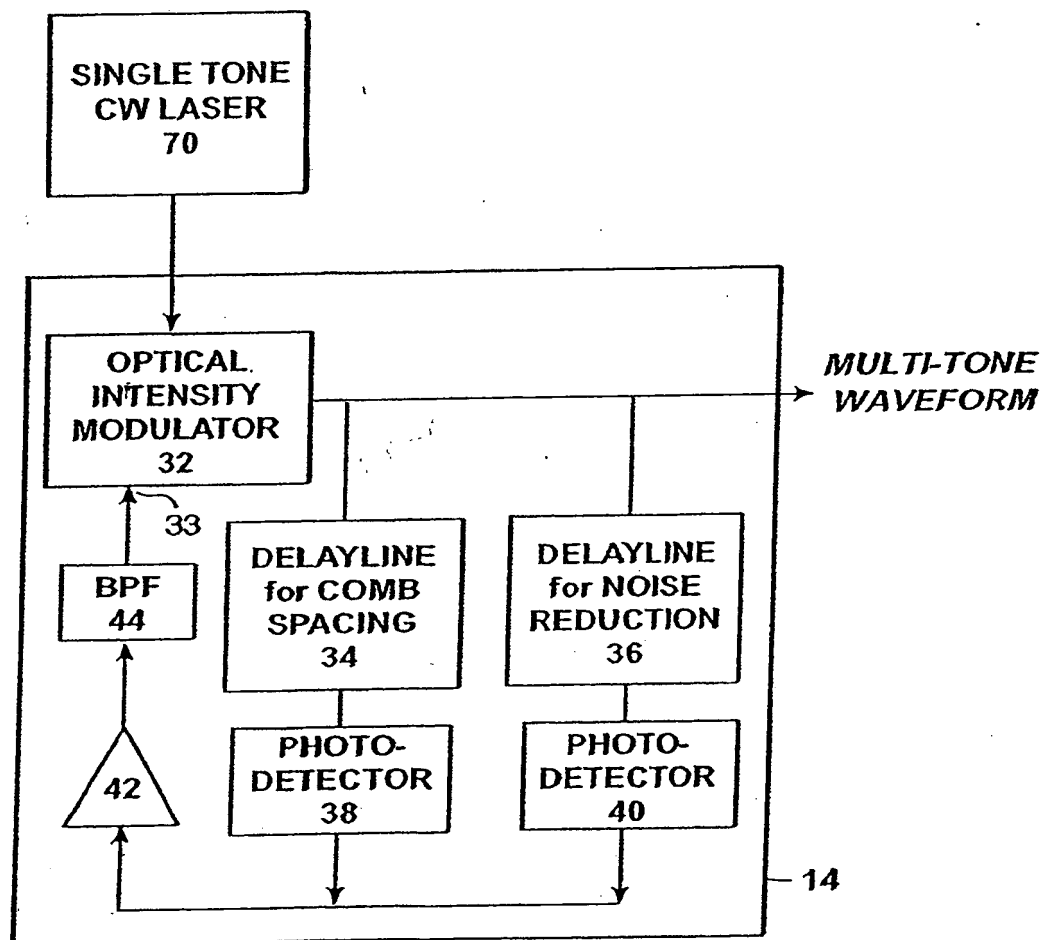 SINGLE TONE
CW LASER
70
OPTICAL.
INTENSITY
MODULATOR
32
MULTI-TONE
WAVEFORM
33
BPF
44
DELAYLINE
for COMB
SPACING
34
DELAYLINE
for NOISE
REDUCTION
36
42
PHOTO-
DETECTOR
38
PHOTO-
DETECTOR
40
14